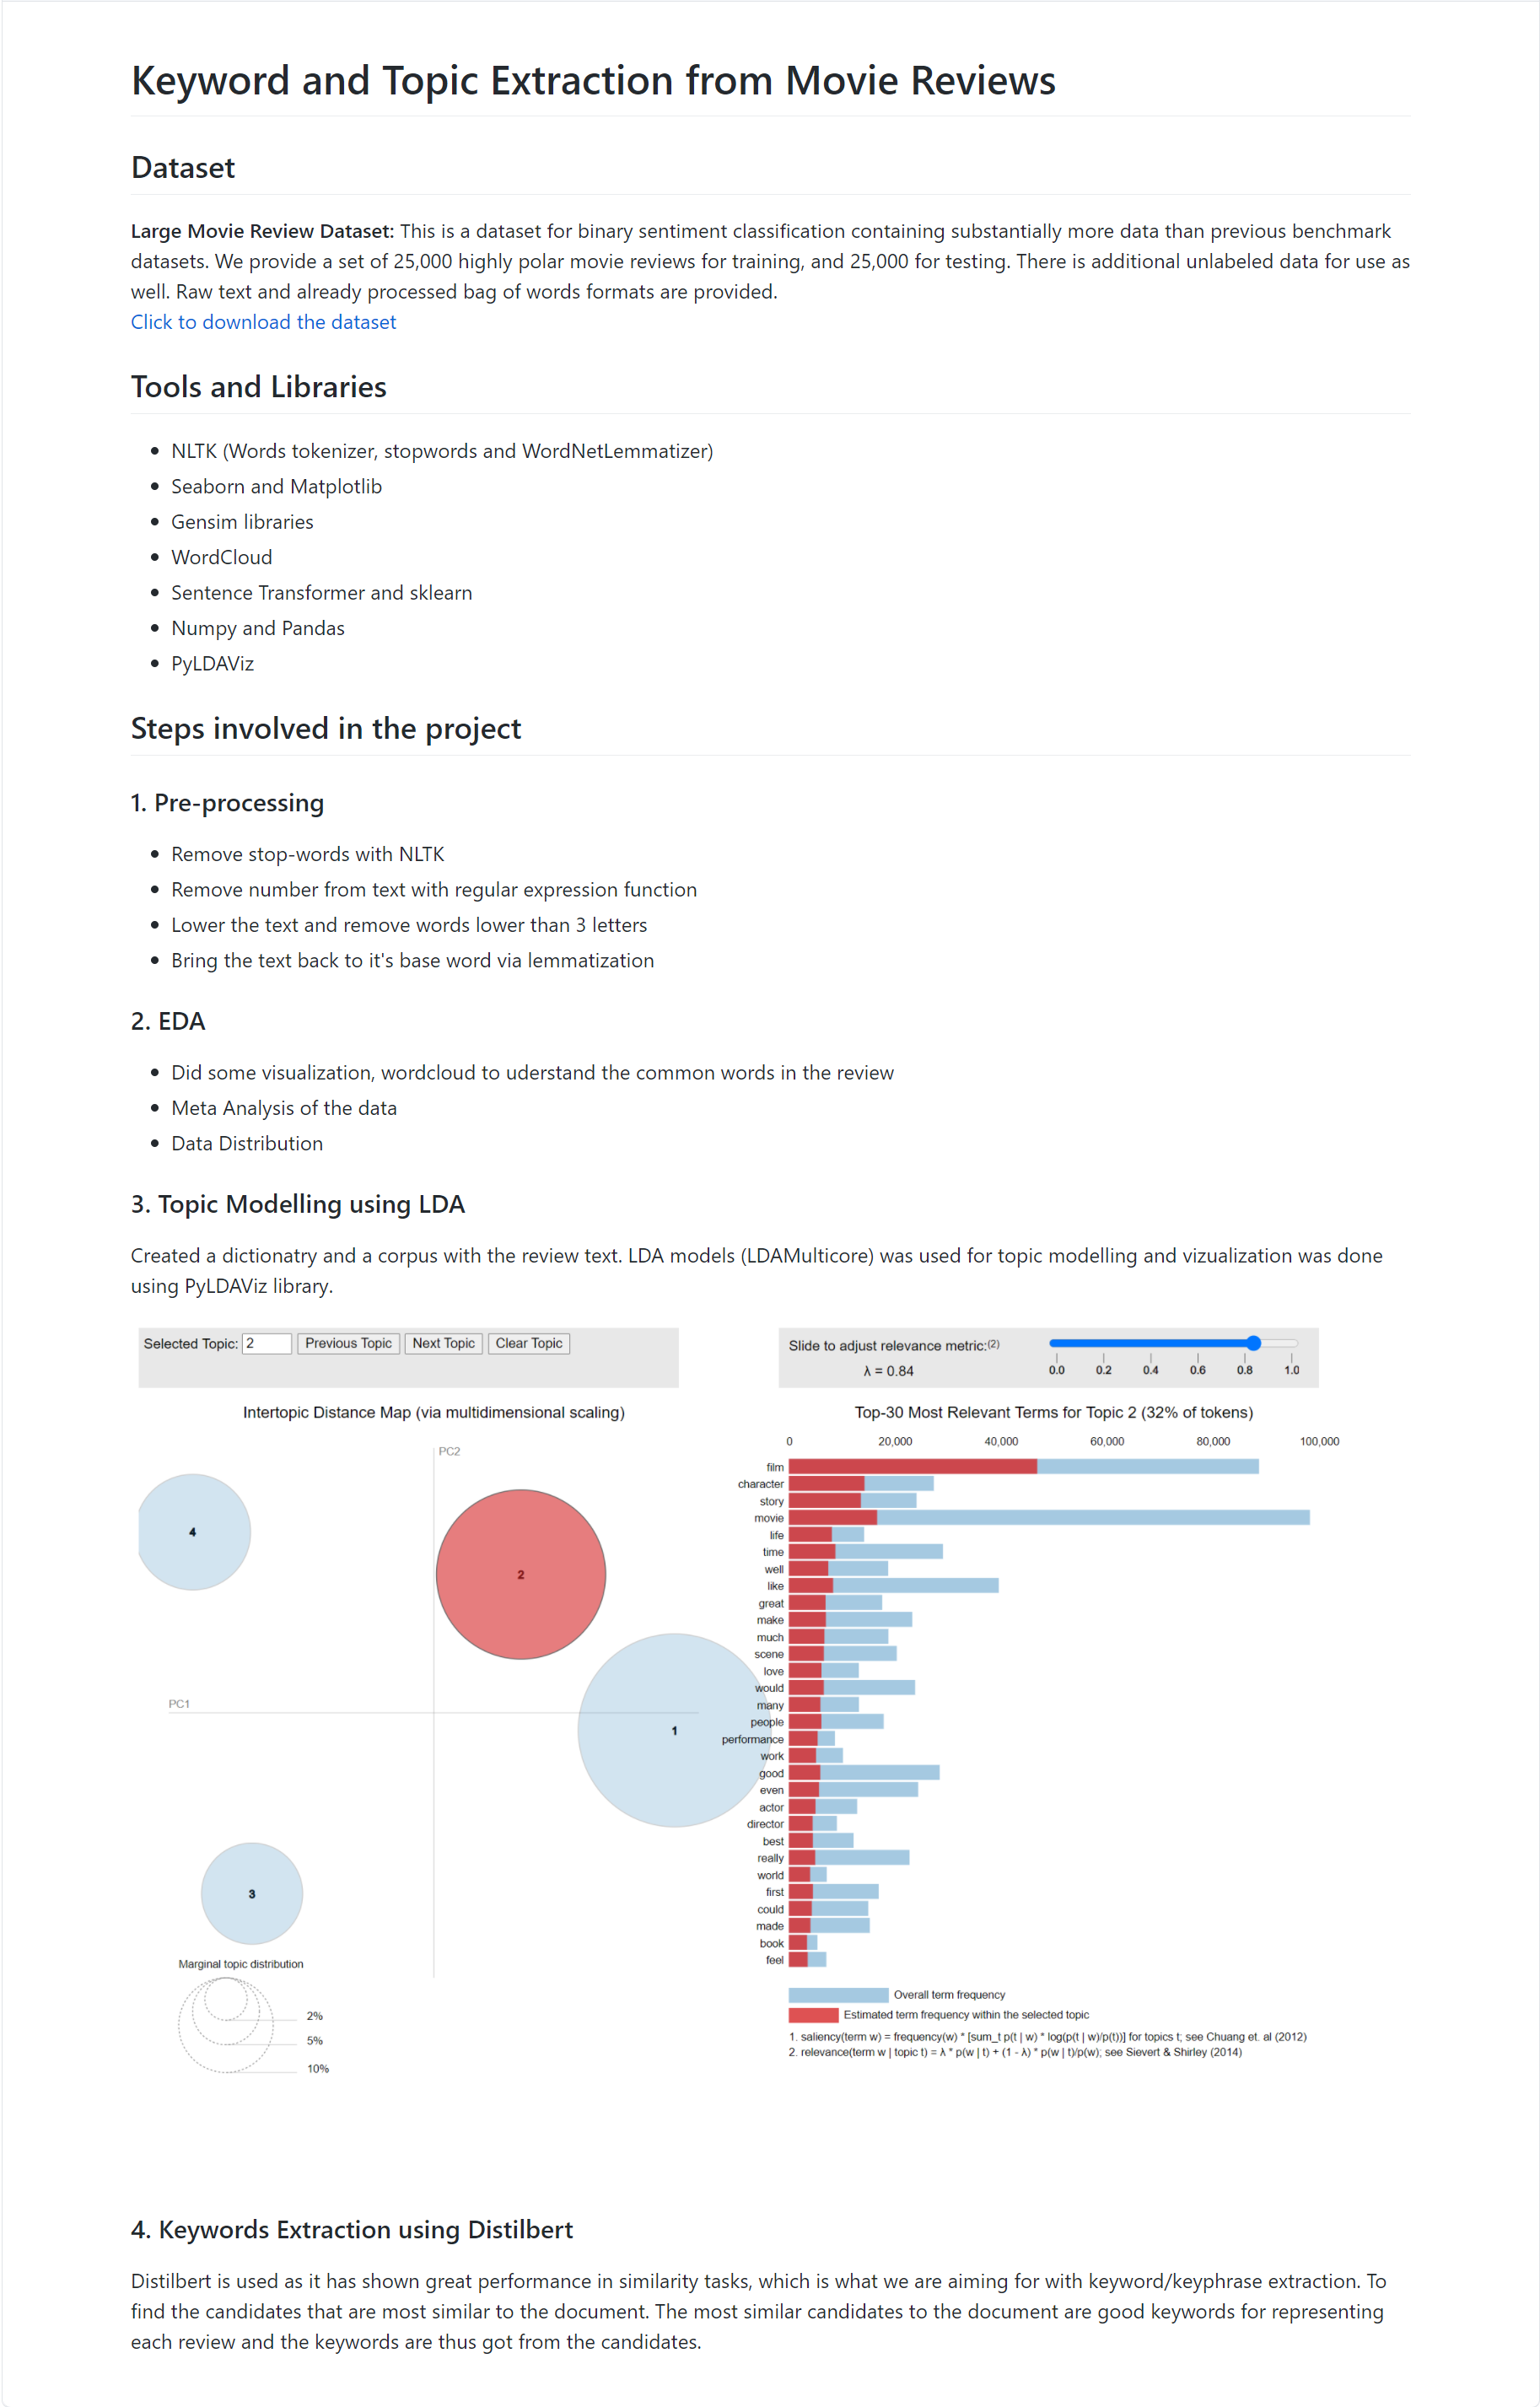 Keyword and Topic Extraction from Movie Reviews
Dataset
Large Movie Review Dataset: This is a dataset for binary sentiment classification containing substantially more data than previous benchmark
datasets. We provide a set of 25,000 highly polar movie reviews for training, and 25,000 for testing. There is additional unlabeled data for use as
well. Raw text and already processed bag of words formats are provided.
Click to download the dataset
Tools and Libraries
NLTK (Words tokenizer, stopwords and WordNetLemmatizer)
Seaborn and Matplotlib
Gensim libraries
WordCloud
Sentence Transformer and sklearn
Numpy and Pandas
PyLDAViz
Steps involved in the project
1. Pre-processing
Remove stop-words with NLTK
Remove number from text with regular expression function
Lower the text and remove words lower than 3 letters
Bring the text back to it's base word via lemmatization
2. EDA
Did some visualization, wordcloud to uderstand the common words in the review
Meta Analysis of the data
Data Distribution
3. Topic Modelling using LDA
Created a dictionatry and a corpus with the review text. LDA models (LDAMulticore) was used for topic modelling and vizualization was done
using PyLDAViz library.
Selected Topic: 2 Previous Topic Next Topic Clear Topic
Slide to adjust relevance metric:(2)
λ = 0.84
0.0 0.2 0.4 0.6 0.8 1.0
Intertopic Distance Map (via multidimensional scaling)
PC2
4
2
PC1
1
3
Marginal topic distribution
2%
5%
10%
Top-30 Most Relevant Terms for Topic 2 (32% of tokens)
0 20,000 40,000 60,000 80,000 100,000
film
character
story
movie
life
time
well
like
great
make
much
scene
love
would
many
people
performance
work
good
even
actor
director
best
really
world
first
could
made
book
feel
Overall term frequency
Estimated term frequency within the selected topic
1. saliency(term w) = frequency(w) * [sum_t p(t | w) * log(p(t | w)/p(t))] for topics t; see Chuang et. al (2012)
2. relevance(term w | topic t) = λ * p(w | t) + (1 - λ) * p(w | t)/p(w); see Sievert & Shirley (2014)
4. Keywords Extraction using Distilbert
Distilbert is used as it has shown great performance in similarity tasks, which is what we are aiming for with keyword/keyphrase extraction. To
find the candidates that are most similar to the document. The most similar candidates to the document are good keywords for representing
each review and the keywords are thus got from the candidates.